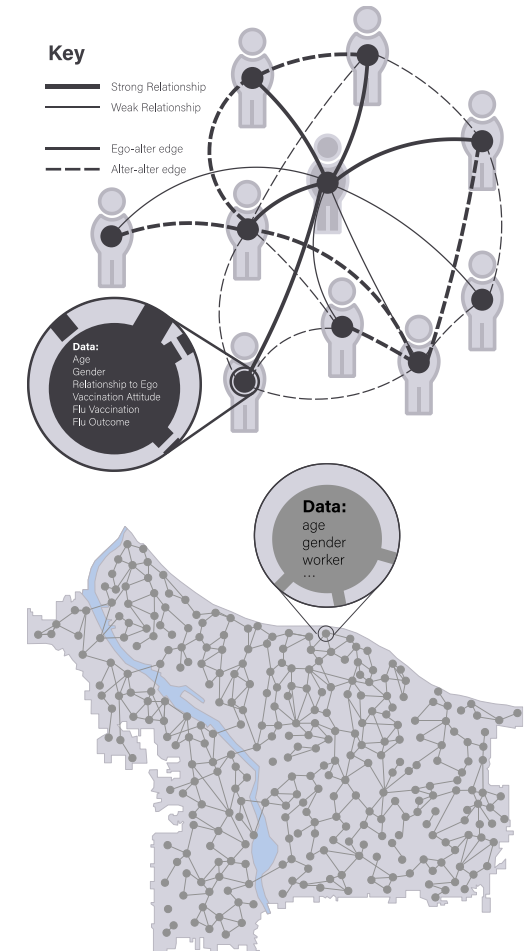 Key
Strong Relationship
Weak Relationship
Ego-alter edge
Alter-alter edge
Data:
Age
Gender
Relationship to Ego
Vaccination Attitude
Flu Vaccination
Flu Outcome
Data:
age
gender
worker
...